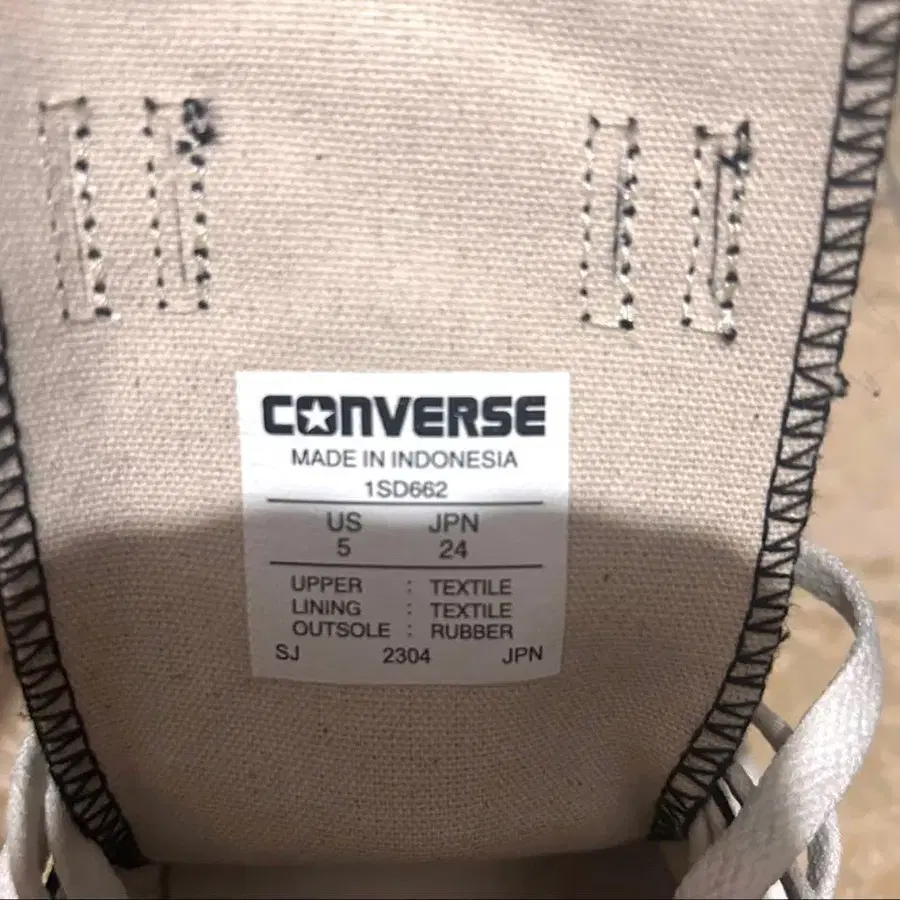 CONVERSE
MADE IN INDONESIA
1SD662
US JPN
5 24
UPPER : TEXTILE
LINING : TEXTILE
OUTSOLE : RUBBER
SJ 2304 JPN